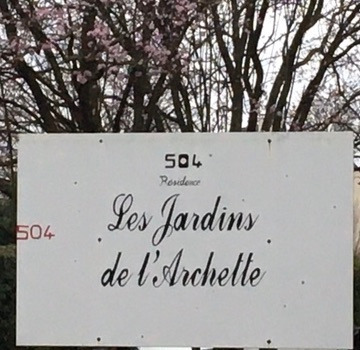 504
Résidence
Les Jardins
504
de l'Archette